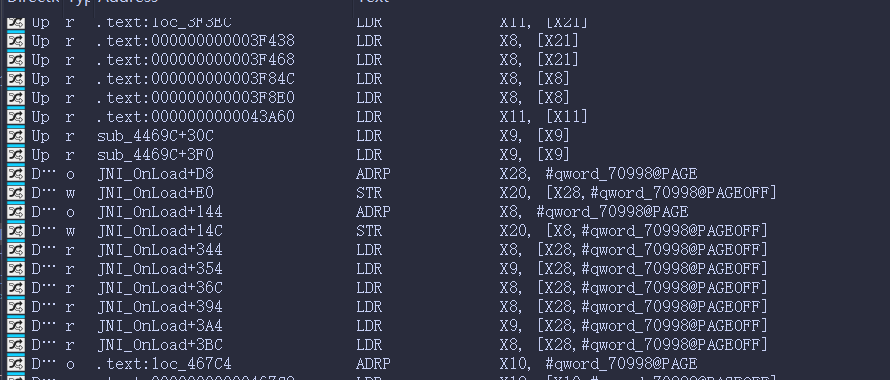 Address Text
Up r .text:loc_3F3EC LDR X11, [X21]
Up r .text:000000000003F438 LDR X8, [X21]
Up r .text:000000000003F468 LDR X8, [X21]
Up r .text:000000000003F84C LDR X8, [X8]
Up r .text:000000000003F8E0 LDR X8, [X8]
Up r .text:0000000000043A60 LDR X11, [X11]
Up r sub_4469C+30C LDR X9, [X9]
Up r sub_4469C+3F0 LDR X9, [X9]
D… o JNI_OnLoad+D8 ADRP X28, #qword_70998@PAGE
D… w JNI_OnLoad+E0 STR X20, [X28,#qword_70998@PAGEOFF]
D… o JNI_OnLoad+144 ADRP X8, #qword_70998@PAGE
D… w JNI_OnLoad+14C STR X20, [X8,#qword_70998@PAGEOFF]
D… r JNI_OnLoad+344 LDR X8, [X28,#qword_70998@PAGEOFF]
D… r JNI_OnLoad+354 LDR X9, [X28,#qword_70998@PAGEOFF]
D… r JNI_OnLoad+36C LDR X8, [X28,#qword_70998@PAGEOFF]
D… r JNI_OnLoad+394 LDR X8, [X28,#qword_70998@PAGEOFF]
D… r JNI_OnLoad+3A4 LDR X9, [X28,#qword_70998@PAGEOFF]
D… r JNI_OnLoad+3BC LDR X8, [X28,#qword_70998@PAGEOFF]
D… o .text:loc_467C4 ADRP X10, #qword_70998@PAGE